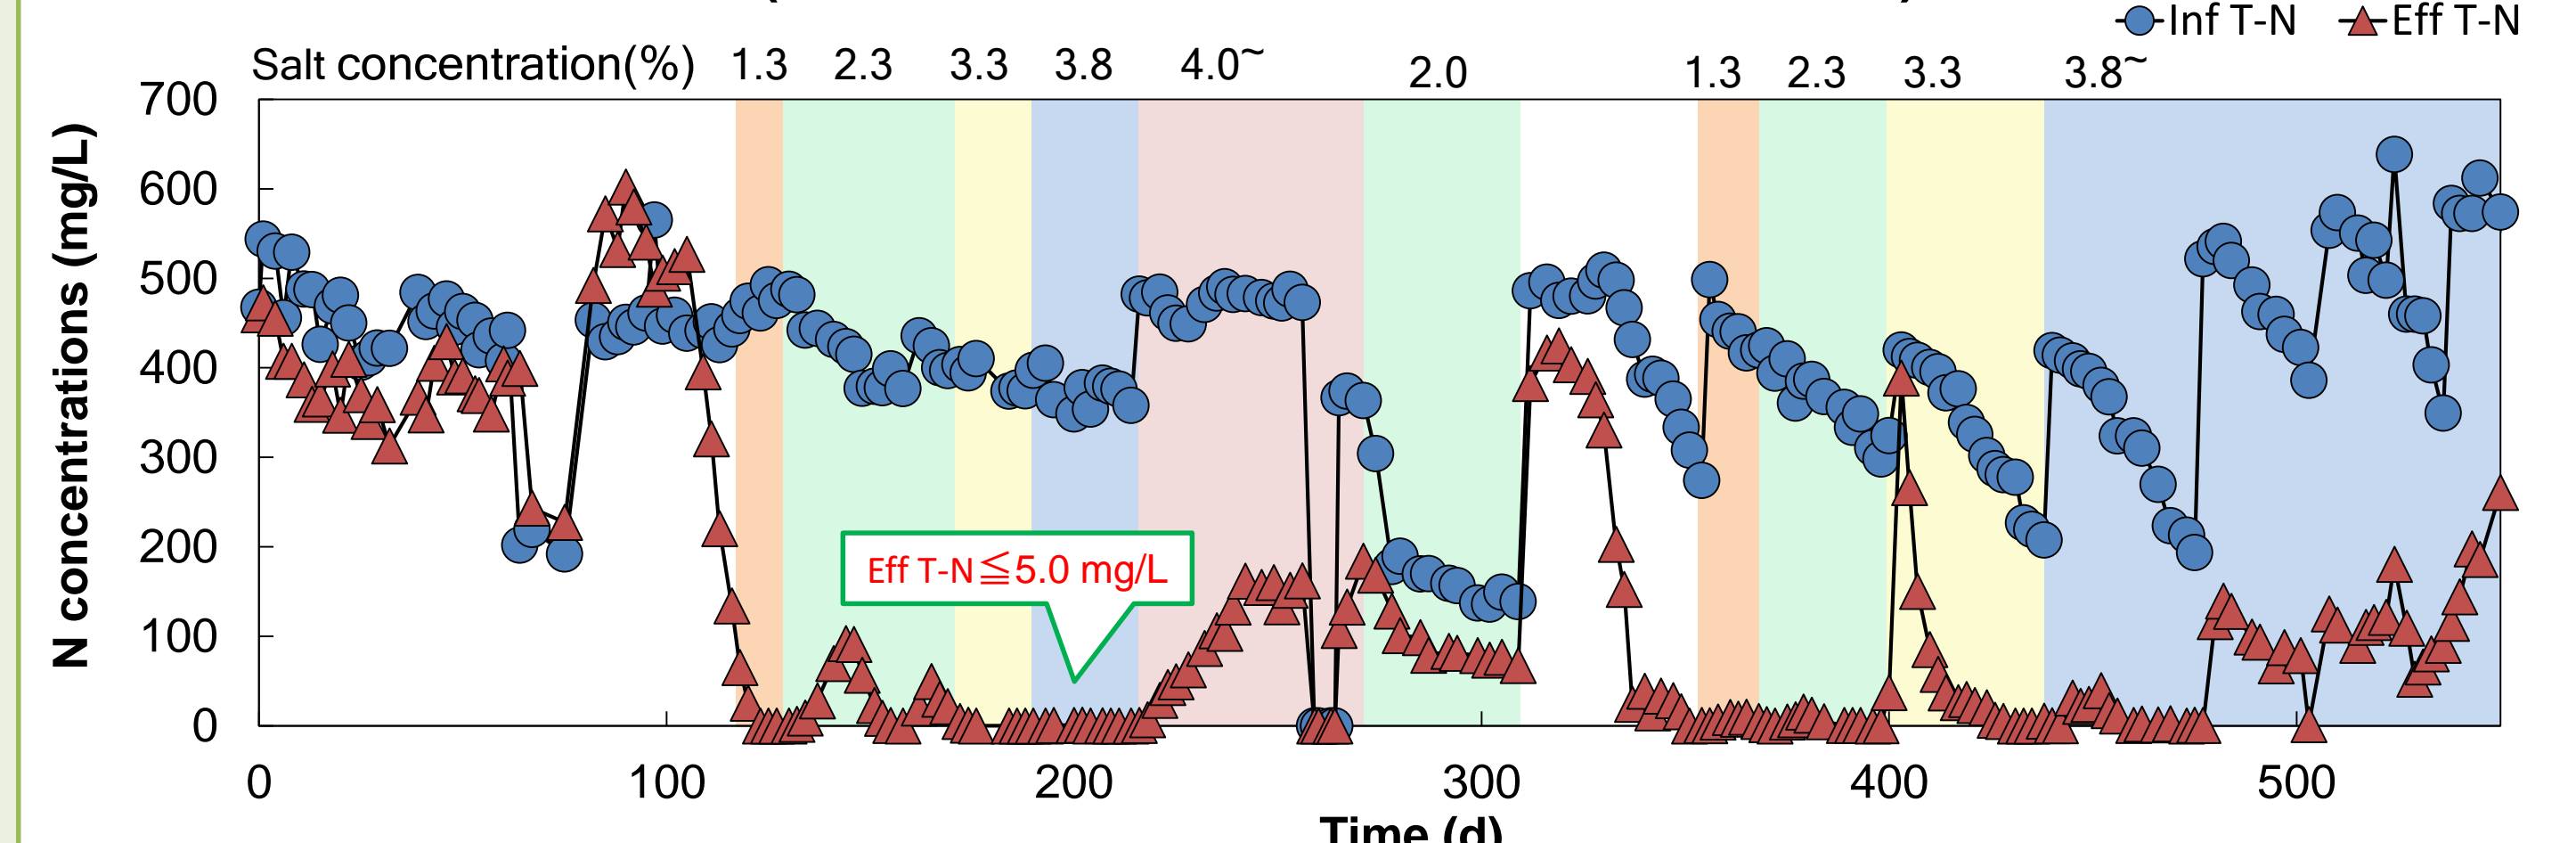 Inf T-N Eff T-N
Salt concentration(%) 1.3 2.3 3.3 3.8 4.0~ 2.0 1.3 2.3 3.3 3.8~
N concentrations (mg/L)
700
600
500
400
300
200
100
0
Eff T-N≦5.0 mg/L
0 100 200 300 400 500
Time (d)